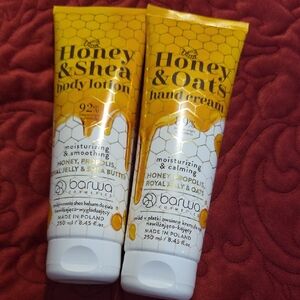 Honey
& Shea
body lotion
92%
moisturizing
& smoothing
HONEY, PROPOLIS,
JELLY & SHEA BUTTER
barwa
COSMETICS
MADE IN POLAND
250 ml / 8.45 fl.oz.
Honey
& Oats
hand cream
moisturizing
& calming
HONEY, PROPOLIS,
ROYAL JELLY & OATS
barwa
COSMETICS
MADE IN POLAND
250 ml / 8.45 fl.oz.